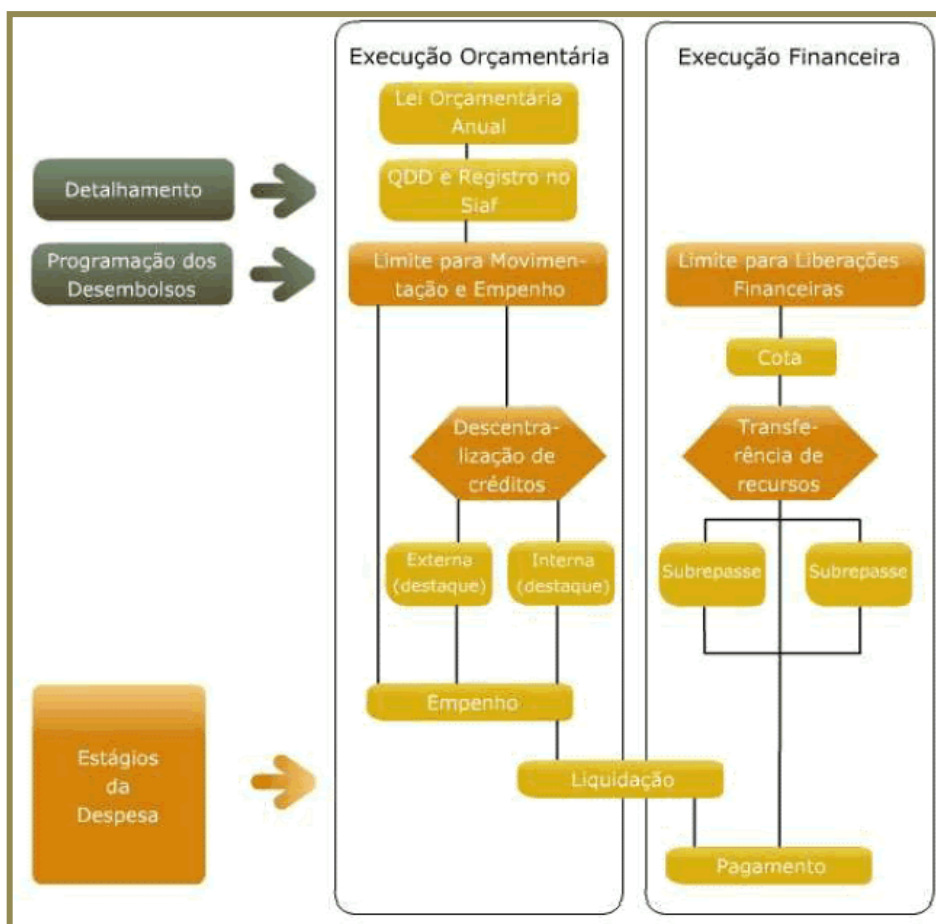 Execução Orçamentária
Execução Financeira
Lei Orçamentária
Anual
Detalhamento
QDD e Registro no
Siaf
Programação dos
Desembolsos
Limite para Movimen-
tação e Empenho
Limite para Liberações
Financeiras
Cota
Descentra-
lização de
créditos
Transfe-
rência de
recursos
Externa
(destaque)
Interna
(destaque)
Subrepasse
Subrepasse
Empenho
Estágios
da
Despesa
Liquidação
Pagamento